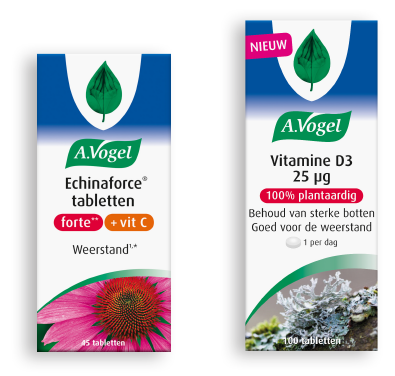 A.Vogel
Echinaforce®
tabletten
forte** + vit C
Weerstand¹,*
45 tabletten
NIEUW
A.Vogel
Vitamine D3
25 µg
100% plantaardig
Behoud van sterke botten
Goed voor de weerstand
1 per dag
100 tabletten